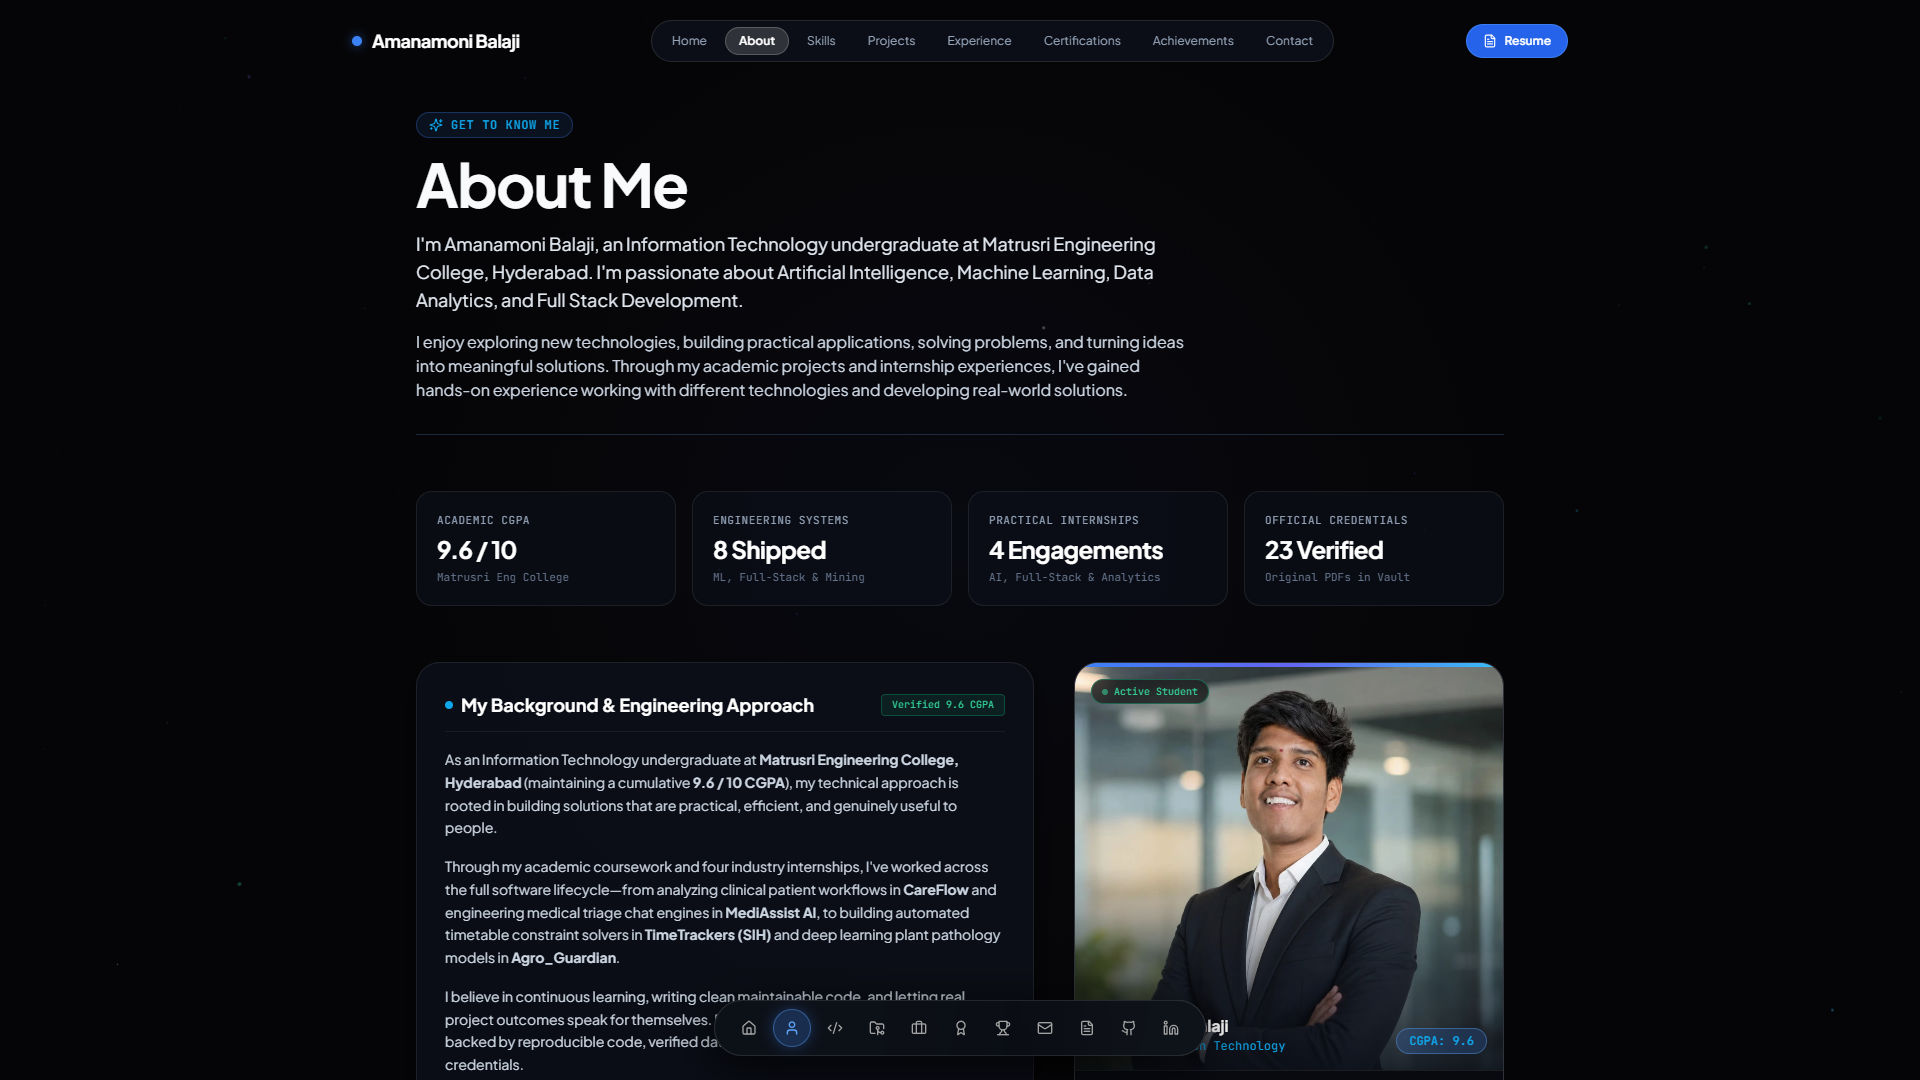 Amanamoni Balaji
Home
About
Skills
Projects
Experience
Certifications
Achievements
Contact
Resume
GET TO KNOW ME
About Me
I'm Amanamoni Balaji, an Information Technology undergraduate at Matrusri Engineering
College, Hyderabad. I'm passionate about Artificial Intelligence, Machine Learning, Data
Analytics, and Full Stack Development.
I enjoy exploring new technologies, building practical applications, solving problems, and turning ideas
into meaningful solutions. Through my academic projects and internship experiences, I've gained
hands-on experience working with different technologies and developing real-world solutions.
ACADEMIC CGPA
9.6 / 10
Matrusri Eng College
ENGINEERING SYSTEMS
8 Shipped
ML, Full-Stack & Mining
PRACTICAL INTERNSHIPS
4 Engagements
AI, Full-Stack & Analytics
OFFICIAL CREDENTIALS
23 Verified
Original PDFs in Vault
My Background & Engineering Approach
Verified 9.6 CGPA
As an Information Technology undergraduate at Matrusri Engineering College,
Hyderabad (maintaining a cumulative 9.6 / 10 CGPA), my technical approach is
rooted in building solutions that are practical, efficient, and genuinely useful to
people.
Through my academic coursework and four industry internships, I've worked across
the full software lifecycle—from analyzing clinical patient workflows in CareFlow and
engineering medical triage chat engines in MediAssist AI, to building automated
timetable constraint solvers in TimeTrackers (SIH) and deep learning plant pathology
models in Agro_Guardian.
I believe in continuous learning, writing clean maintainable code, and letting real
project outcomes speak for themselves.
backed by reproducible code, verified
credentials.
Active Student
laji
Technology
CGPA: 9.6